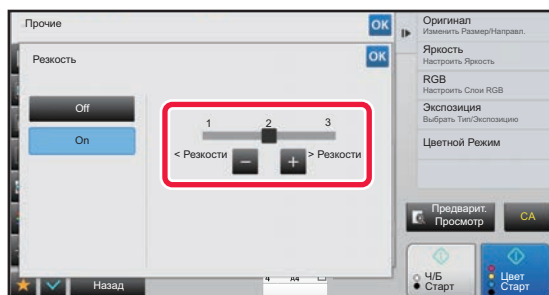 Прочие
OK
Резкость
OK
Off
On
1 2 3
< Резкости
> Резкости
Назад
A4
Оригинал
Изменить Размер/Направл.
Яркость
Настроить Яркость
RGB
Настроить Слои RGB
Экспозиция
Выбрать Тип/Экспозицию
Цветной Режим
Предварит.
Просмотр
CA
Ч/Б
Старт
Цвет
Старт